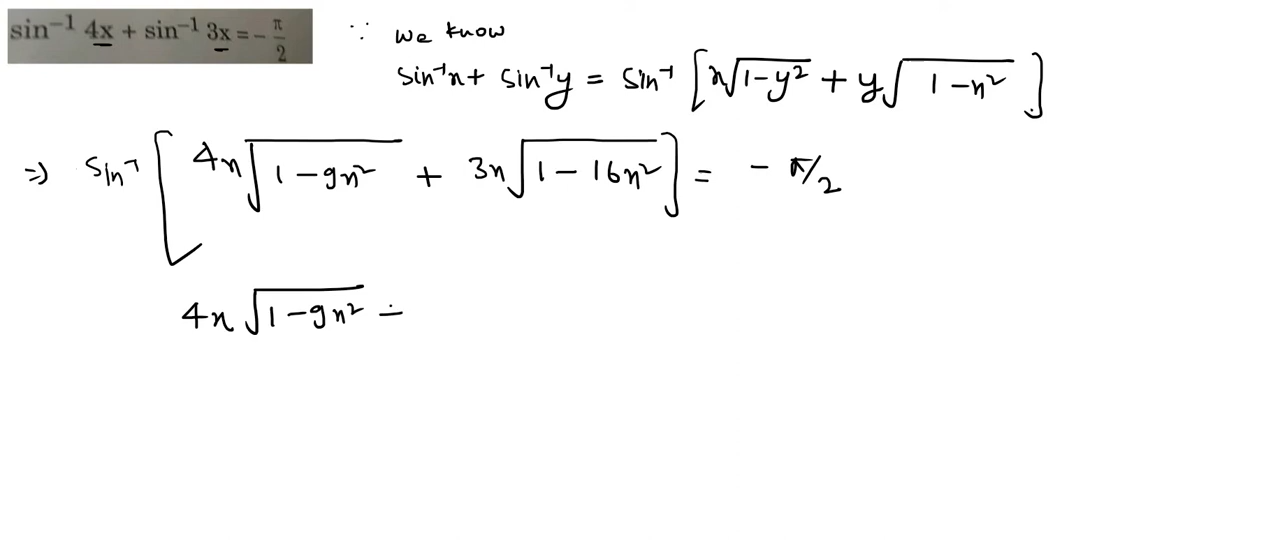 sin⁻¹ 4x + sin⁻¹ 3x = - π/2
∵ we know
sin⁻¹x + sin⁻¹y = sin⁻¹ [x√(1-y²) + y√(1-x²)]
⇒ sin⁻¹ [4x√(1-9x²) + 3x√(1-16x²)] = - π/2
4x√(1-9x²) =